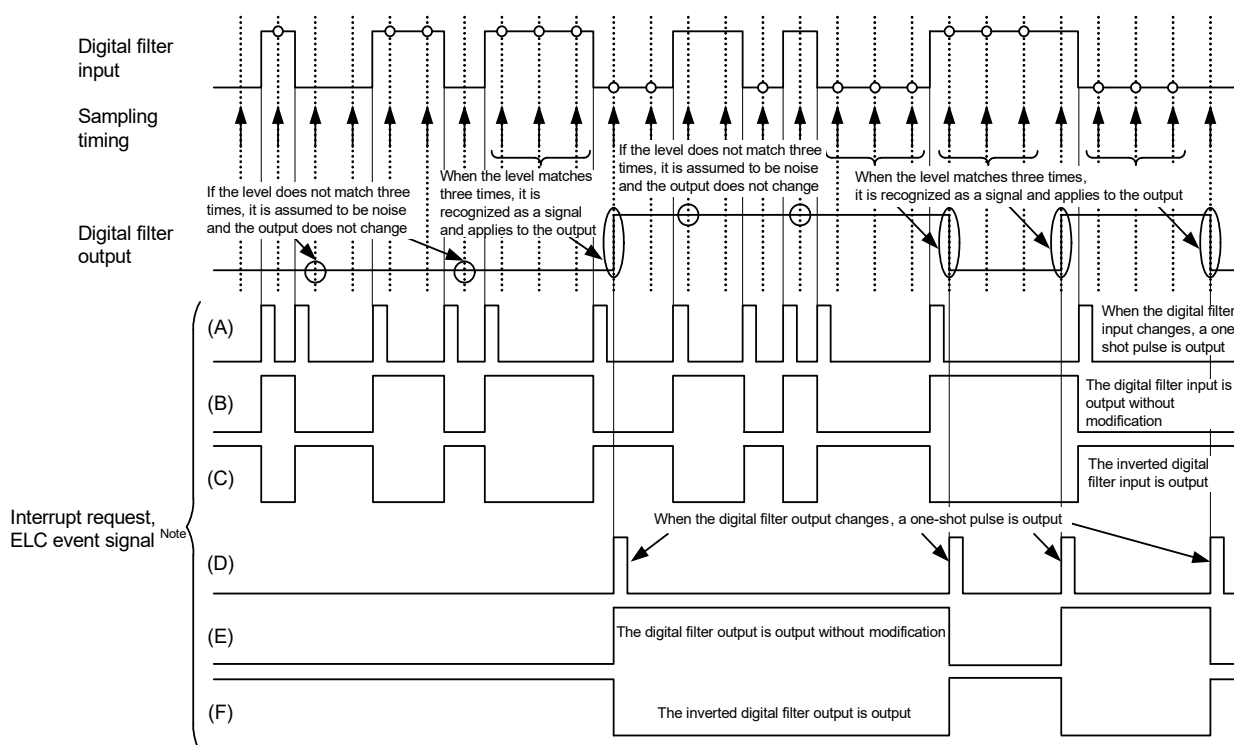 Digital filter
input
Sampling
timing
If the level does not match three
times, it is assumed to be noise
and the output does not change
When the level matches
three times, it is
recognized as a signal
and applies to the output
If the level does not match three
times, it is assumed to be noise
and the output does not change
When the level matches three times,
it is recognized as a signal and applies to the output
Digital filter
output
(A)
When the digital filter
input changes, a one-
shot pulse is output
(B)
The digital filter input is
output without
modification
(C)
The inverted digital
filter input is output
Interrupt request,
ELC event signal Note
When the digital filter output changes, a one-shot pulse is output
(D)
(E)
The digital filter output is output without modification
(F)
The inverted digital filter output is output